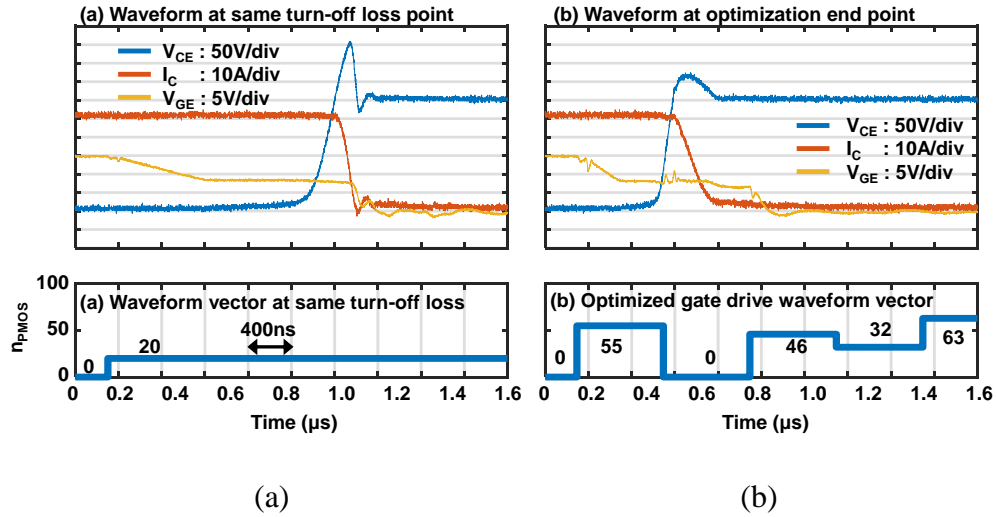 (a) Waveform at same turn-off loss point
V_CE : 50V/div
I_C : 10A/div
V_GE : 5V/div
(b) Waveform at optimization end point
V_CE : 50V/div
I_C : 10A/div
V_GE : 5V/div
n_PMOS
100
50
0
(a) Waveform vector at same turn-off loss
0
20
400ns
0 0.2 0.4 0.6 0.8 1.0 1.2 1.4 1.6
Time (μs)
(b) Optimized gate drive waveform vector
0
55
0
46
32
63
0 0.2 0.4 0.6 0.8 1.0 1.2 1.4 1.6
Time (μs)
(a)
(b)